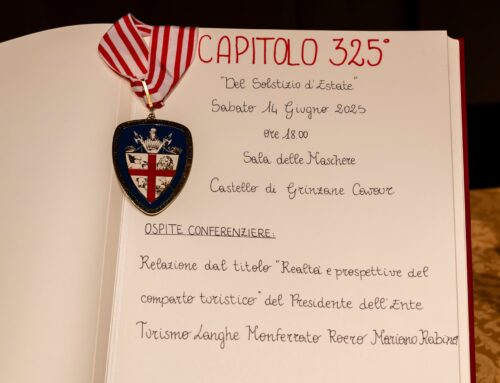 CAPITOLO 325°
"Del Solstizio d'Estate"
Sabato 14 Giugno 2025
ore 18.00
Sala delle Maschere
Castello di Grinzane Cavour
OSPITE CONFERENZIERE:
Relazione dal titolo "Realtà e prospettive del
comparto turistico" del Presidente dell'Ente
Turismo Langhe Monferrato Roero Mariano Rabino